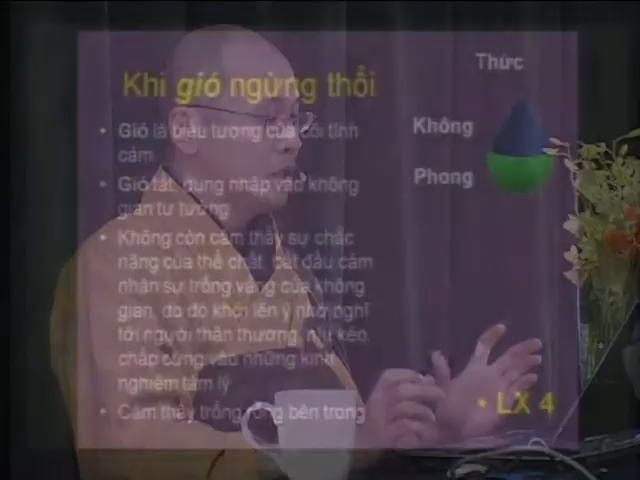 Khi gió ngừng thổi
• Gió là biểu tượng của cõi tình
cảm
• Gió tắt, dung nhập vào không
gian tư tưởng
• Không còn cảm thấy sự chắc
nặng của thể chất, bắt đầu cảm
nhận sự trống vắng của không
gian, do đó khởi lên ý nhớ nghĩ
tới người thân thương, níu kéo,
chấp cứng vào những kinh
nghiệm tâm lý
• Cảm thấy trống rỗng bên trong
Thức
Không
Phong
* LX 4